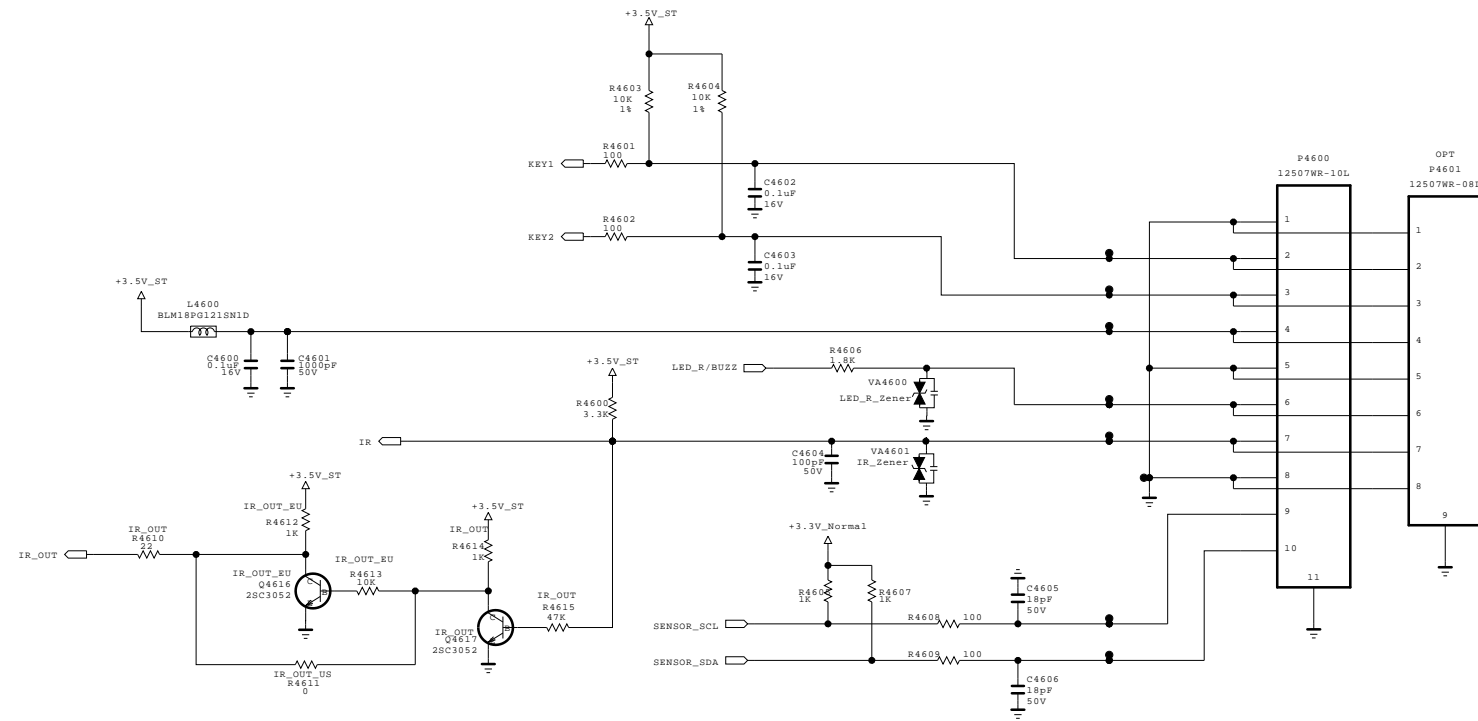 +3.5V_ST
R4603
10K
1%
R4604
10K
1%
KEY1
R4601
100
C4602
0.1uF
16V
KEY2
R4602
100
C4603
0.1uF
16V
P4600
12507WR-10L
OPT
P4601
+3.5V_ST
L4600
BLM18PG121SN1D
C4600
0.1uF
16V
C4601
1000pF
50V
+3.5V_ST
R4600
3.3K
LED_R/BUZZ
R4606
1.8K
VA4600
LED_R_Zener
IR
C4604
100pF
50V
VA4601
IR_Zener
1
2
3
4
5
6
7
8
9
10
11
1
2
3
4
5
6
7
8
9
+3.5V_ST
IR_OUT_EU
R4612
1K
IR_OUT
IR_OUT
R4610
22
IR_OUT_EU
Q4616
2SC3052
C
B
IR_OUT_EU
R4613
10K
+3.5V_ST
IR_OUT
R4614
1K
IR_OUT
Q4617
2SC3052
C
B
IR_OUT
R4615
47K
IR_OUT_US
R4611
0
+3.3V_Normal
1K
R4607
1K
SENSOR_SCL
R4608
100
C4605
18pF
50V
SENSOR_SDA
R4609
100
C4606
18pF
50V